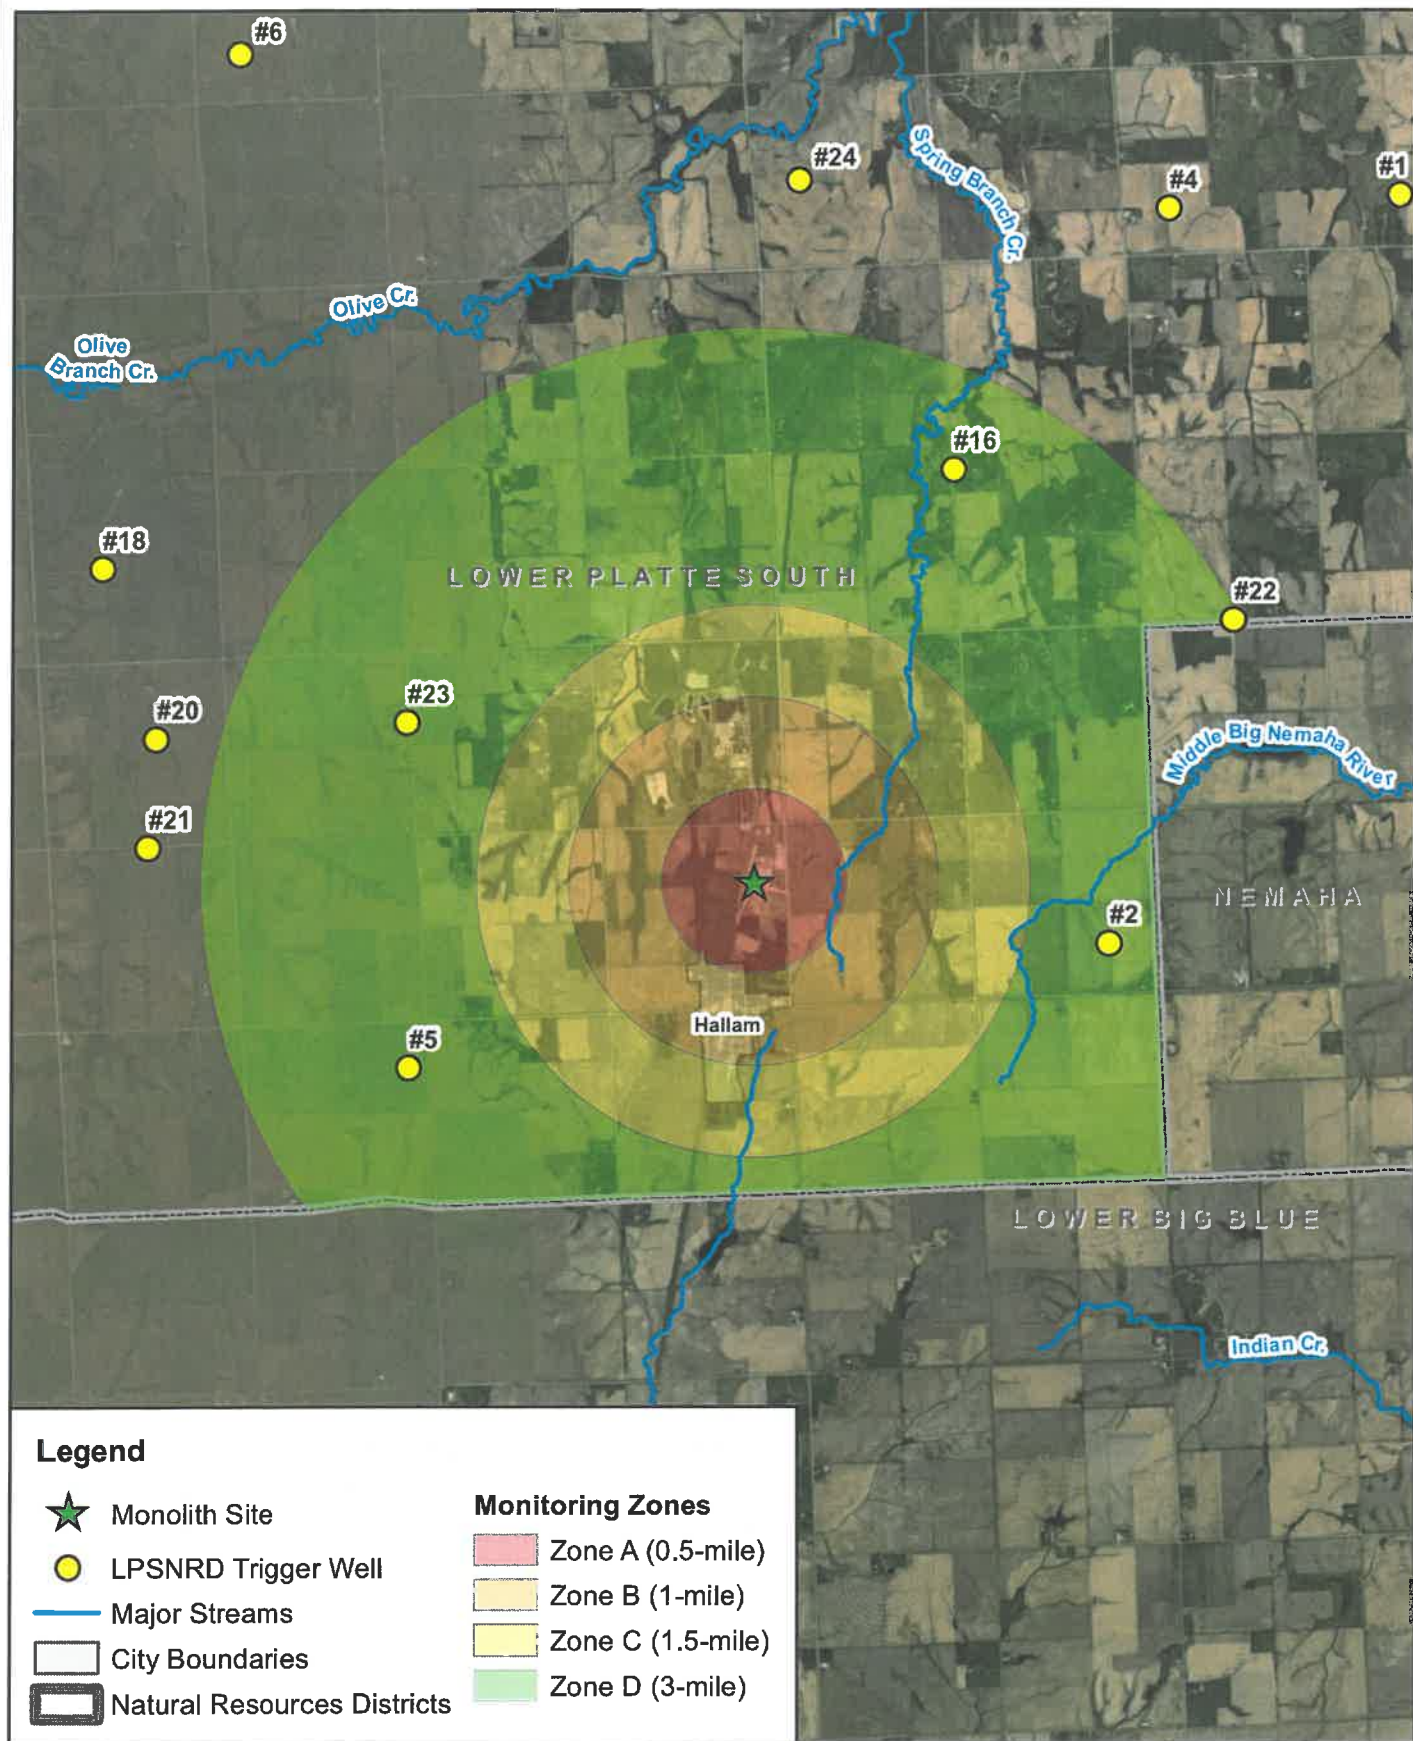 #6
#24
Spring Branch Cr.
#4
#1
Olive Cr.
Olive
Branch Cr.
#16
#18
LOWER PLATTE SOUTH
#22
#23
#20
Middle Big Nemaha River
#21
NEMAHA
#2
Hallam
#5
LOWER BIG BLUE
Indian Cr.
Legend
Monolith Site
LPSNRD Trigger Well
Major Streams
City Boundaries
Natural Resources Districts
Monitoring Zones
Zone A (0.5-mile)
Zone B (1-mile)
Zone C (1.5-mile)
Zone D (3-mile)